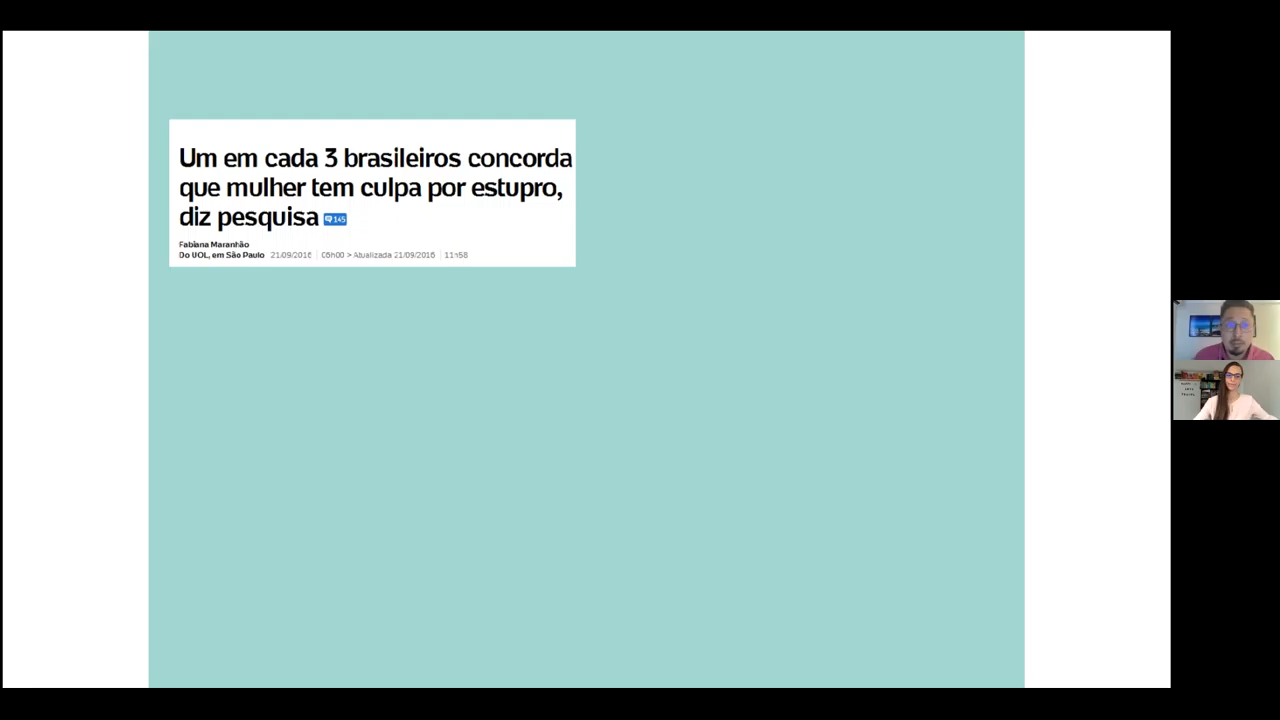 Um em cada 3 brasileiros concorda
que mulher tem culpa por estupro,
diz pesquisa 145
Fabiana Maranhão
Do UOL, em São Paulo 21/09/2016 | 06h00 > Atualizada 21/09/2016 | 11h58